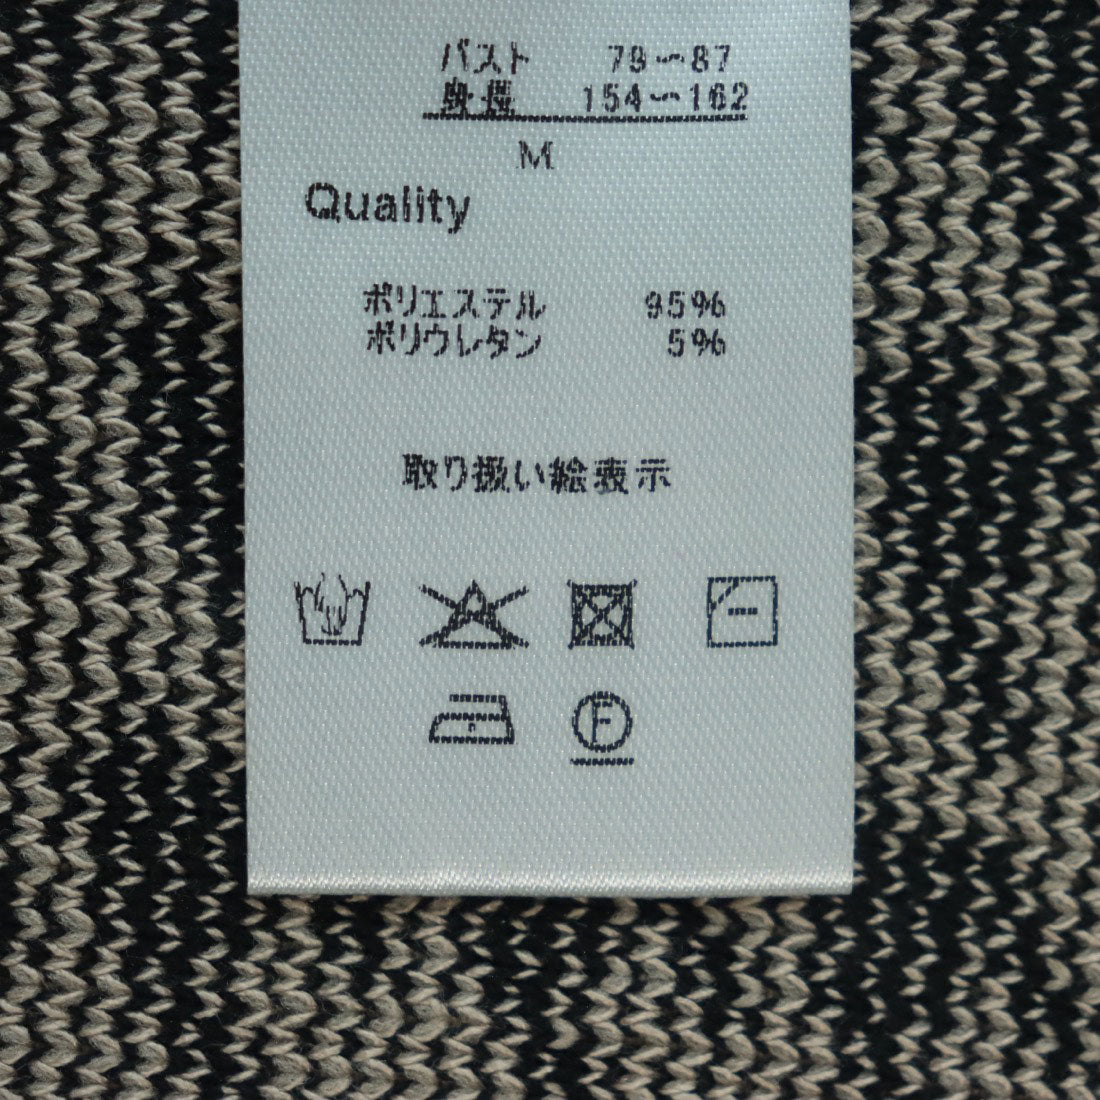 バスト 79〜87
身長 154〜162
M
Quality
ポリエステル 95%
ポリウレタン 5%
取り扱い絵表示
F